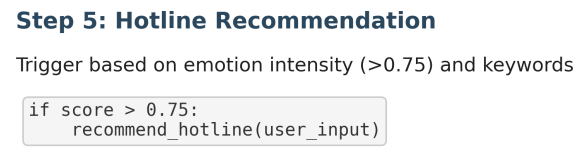 Step 5: Hotline Recommendation
Trigger based on emotion intensity (>0.75) and keywords
if score > 0.75:
    recommend_hotline(user_input)